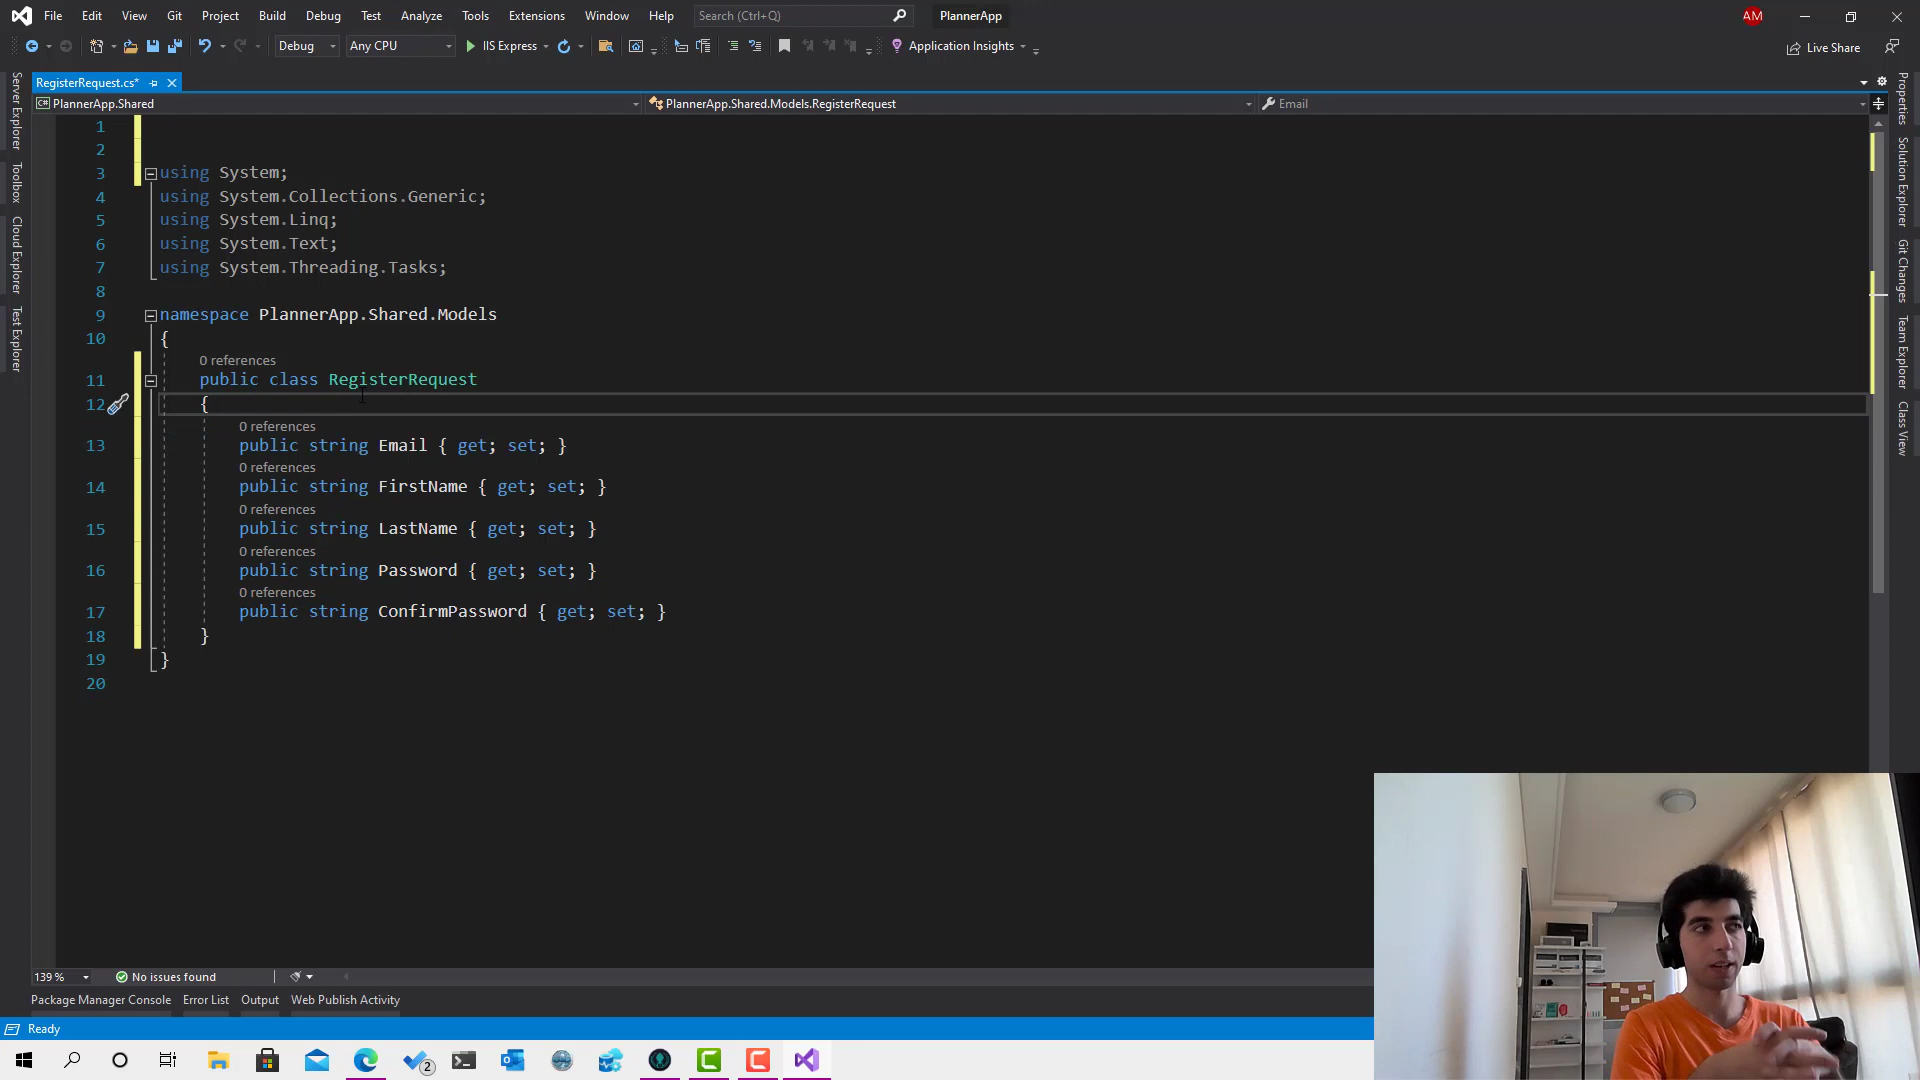 File Edit View Git Project Build Debug Test Analyze Tools Extensions Window Help Search (Ctrl+Q) PlannerApp AM
Debug Any CPU IIS Express Application Insights Live Share
RegisterRequest.cs*
PlannerApp.Shared PlannerApp.Shared.Models.RegisterRequest Email
Server Explorer
Toolbox
Cloud Explorer
Test Explorer
1
2
3 using System;
4 using System.Collections.Generic;
5 using System.Linq;
6 using System.Text;
7 using System.Threading.Tasks;
8
9 namespace PlannerApp.Shared.Models
10 {
0 references
11 public class RegisterRequest
12 {
0 references
13 public string Email { get; set; }
0 references
14 public string FirstName { get; set; }
0 references
15 public string LastName { get; set; }
0 references
16 public string Password { get; set; }
0 references
17 public string ConfirmPassword { get; set; }
18 }
19 }
20
Properties
Solution Explorer
Git Changes
Team Explorer
Class View
139 % No issues found
Package Manager Console Error List Output Web Publish Activity
Ready
2